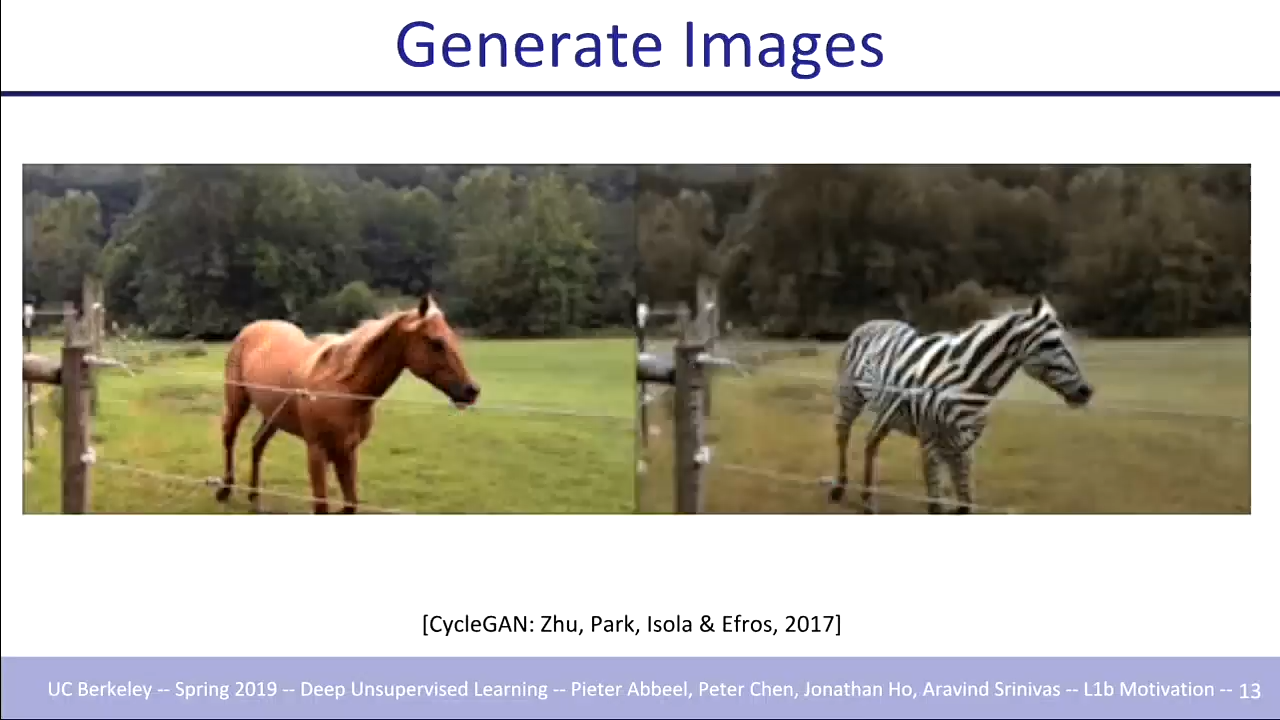 Generate Images
[CycleGAN: Zhu, Park, Isola & Efros, 2017]
UC Berkeley -- Spring 2019 -- Deep Unsupervised Learning -- Pieter Abbeel, Peter Chen, Jonathan Ho, Aravind Srinivas -- L1b Motivation -- 13